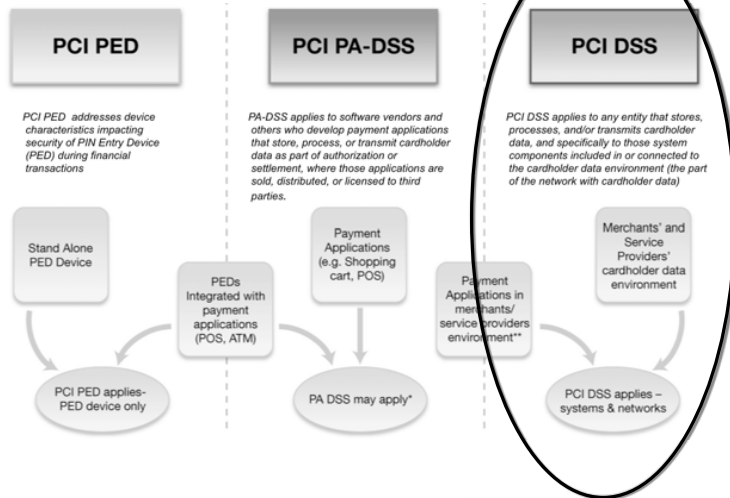 PCI PED
PCI PA-DSS
PCI DSS
PCI PED addresses device
characteristics impacting
security of PIN Entry Device
(PED) during financial
transactions
PA-DSS applies to software vendors and
others who develop payment applications
that store, process, or transmit cardholder
data as part of authorization or
settlement, where those applications are
sold, distributed, or licensed to third
parties.
PCI DSS applies to any entity that stores,
processes, and/or transmits cardholder
data, and specifically to those system
components included in or connected to
the cardholder data environment (the part
of the network with cardholder data)
Stand Alone
PED Device
PEDs
Integrated with
payment
applications
(POS, ATM)
Payment
Applications
(e.g. Shopping
cart, POS)
Payment
Applications in
merchants/
service providers
environment**
Merchants' and
Service
Providers'
cardholder data
environment
PCI PED applies-
PED device only
PA DSS may apply*
PCI DSS applies –
systems & networks